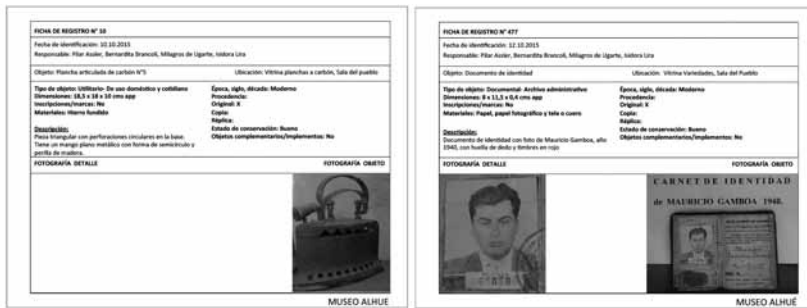 FICHA DE REGISTRO N° 10
Fecha de identificación: 10.10.2015
Responsable: Pilar Assler, Bernardita Brancoli, Milagros de Ugarte, Isidora Lira
Objeto: Plancha articulada de carbón N°5
Ubicación: Vitrina planchas a carbón, Sala del pueblo
Tipo de objeto: Utilitario- De uso doméstico y cotidiano
Dimensiones: 18,5 x 18 x 10 cms app
Inscripciones/marcas: No
Materiales: Hierro fundido
Descripción:
Pieza triangular con perforaciones circulares en la base.
Tiene un mango plano metálico con forma de semicírculo y
perilla de madera.
Época, siglo, década: Moderno
Procedencia:
Original: X
Copia:
Réplica:
Estado de conservación: Bueno
Objetos complementarios/implementos: No
FOTOGRAFÍA DETALLE
FOTOGRAFÍA OBJETO
MUSEO ALHUE
FICHA DE REGISTRO N° 477
Fecha de identificación: 12.10.2015
Responsable: Pilar Assler, Bernardita Brancoli, Milagros de Ugarte, Isidora Lira
Objeto: Documento de identidad
Ubicación: Vitrina Variedades, Sala del Pueblo
Tipo de objeto: Documental- Archivo administrativo
Dimensiones: 8 x 11,5 x 0,4 cms app
Inscripciones/marcas: No
Materiales: Papel, papel fotográfico y tela o cuero
Descripción:
Documento de identidad con foto de Mauricio Gamboa, año
1940, con huella de dedo y timbres en rojo
Época, siglo, década: Moderno
Procedencia:
Original: X
Copia:
Réplica:
Estado de conservación: Bueno
Objetos complementarios/implementos: No
FOTOGRAFÍA DETALLE
FOTOGRAFÍA OBJETO
CARNET DE IDENTIDAD
de MAURICIO GAMBOA 1940.
MUSEO ALHUÉ